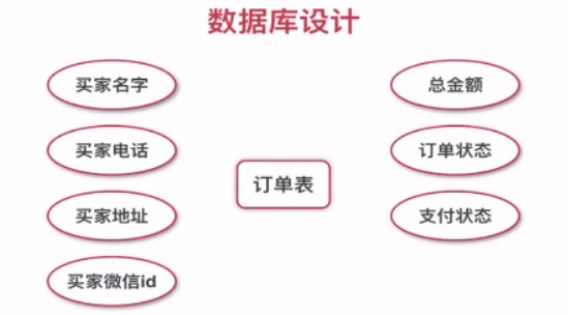 数据库设计
买家名字
买家电话
买家地址
买家微信id
订单表
总金额
订单状态
支付状态